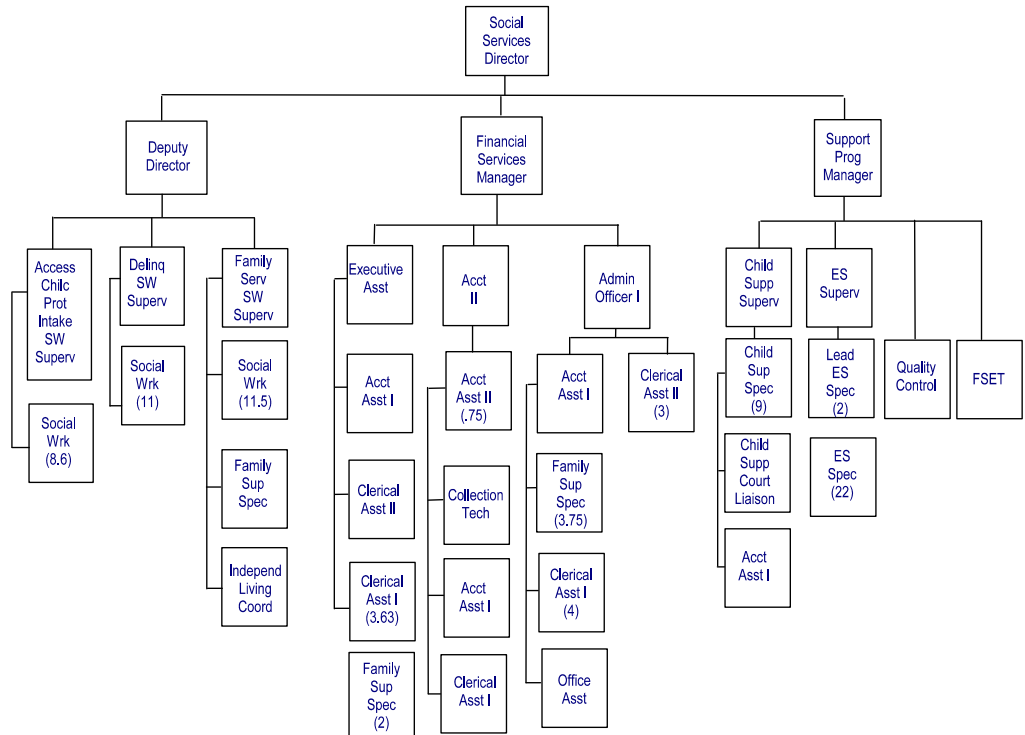 Social
Services
Director
Deputy
Director
Financial
Services
Manager
Support
Prog
Manager
Access
Chilc
Prot
Intake
SW
Superv
Delinq
SW
Superv
Family
Serv
SW
Superv
Executive
Asst
Acct
II
Admin
Officer I
Child
Supp
Superv
ES
Superv
Quality
Control
FSET
Social
Wrk
(8.6)
Social
Wrk
(11)
Social
Wrk
(11.5)
Family
Sup
Spec
Independ
Living
Coord
Acct
Asst I
Clerical
Asst II
Clerical
Asst I
(3.63)
Family
Sup
Spec
(2)
Acct
Asst II
(.75)
Collection
Tech
Acct
Asst I
Clerical
Asst I
Acct
Asst I
Clerical
Asst II
(3)
Family
Sup
Spec
(3.75)
Clerical
Asst I
(4)
Office
Asst
Child
Sup
Spec
(9)
Child
Supp
Court
Liaison
Acct
Asst I
Lead
ES
Spec
(2)
ES
Spec
(22)